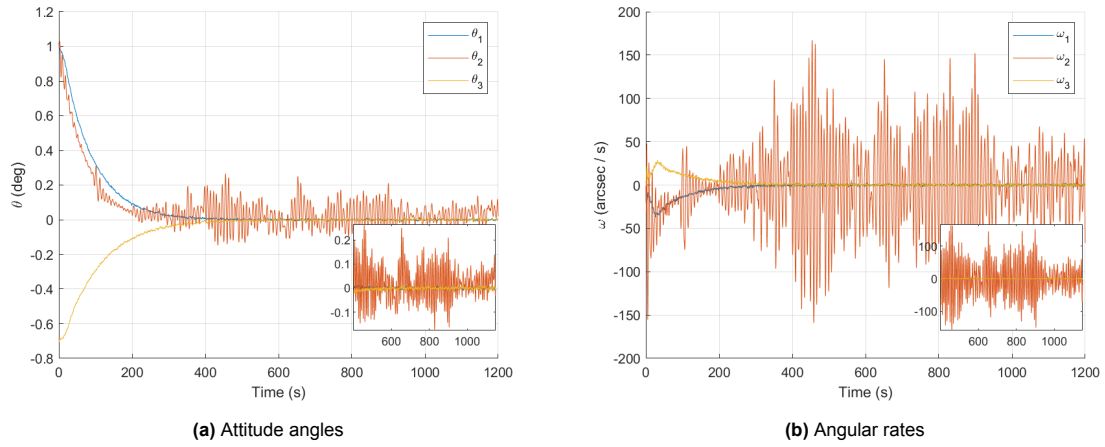 1.2
1
0.8
0.6
0.4
0.2
0
-0.2
-0.4
-0.6
-0.8
θ (deg)
θ1
θ2
θ3
0.2
0.1
0
-0.1
600 800 1000
0 200 400 600 800 1000 1200
Time (s)
(a) Attitude angles
200
150
100
50
0
-50
-100
-150
-200
ω (arcsec / s)
ω1
ω2
ω3
100
0
-100
600 800 1000
0 200 400 600 800 1000 1200
Time (s)
(b) Angular rates